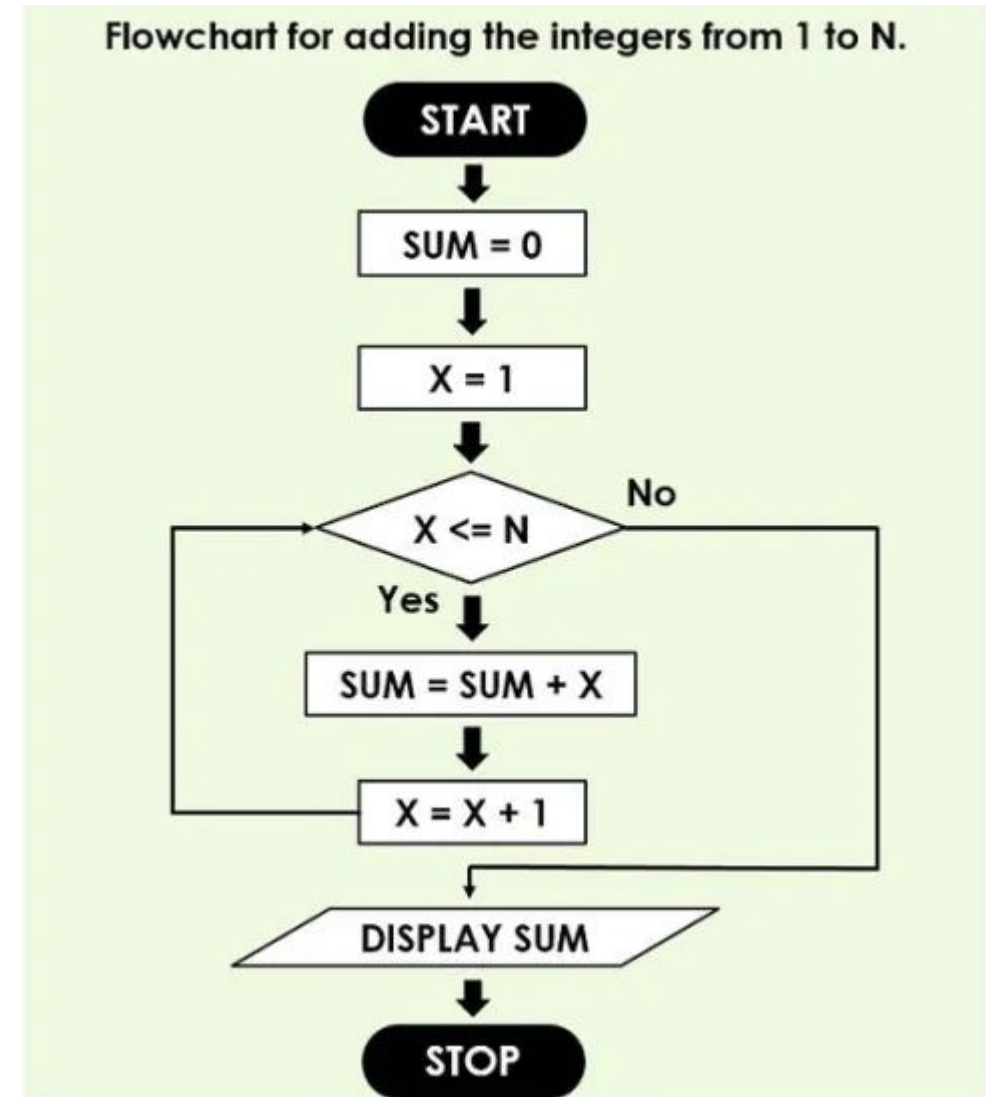 Flowchart for adding the integers from 1 to N.
START
SUM = 0
X = 1
X <= N
No
Yes
SUM = SUM + X
X = X + 1
DISPLAY SUM
STOP